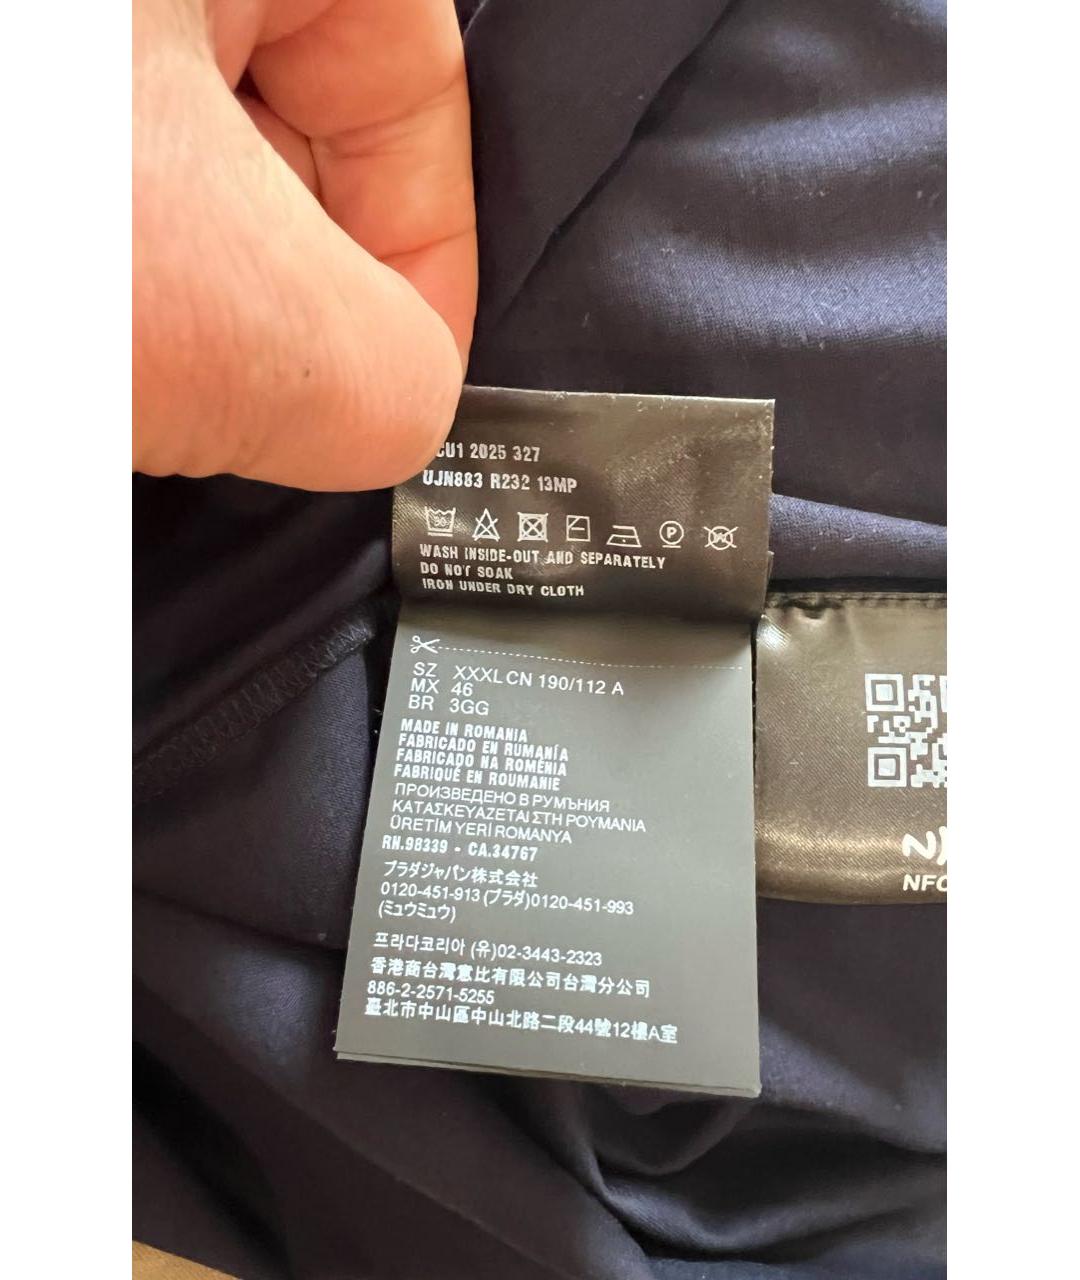 CU1 2025 327
UJN883 R232 13MP
30
P
W
WASH INSIDE-OUT AND SEPARATELY
DO NOT SOAK
IRON UNDER DRY CLOTH
SZ XXXL CN 190/112 A
MX 46
BR 3GG
MADE IN ROMANIA
FABRICADO EN RUMANÍA
FABRICADO NA ROMÉNIA
FABRIQUÉ EN ROUMANIE
ПРОИЗВЕДЕНО В РУМЪНИЯ
ΚΑΤΑΣΚΕΥΑΖΕΤΑΙ ΣΤΗ ΡΟΥΜΑΝΙΑ
ÜRETİM YERİ ROMANYA
RN.98339 - CA.34767
プラダジャパン株式会社
0120-451-913 (プラダ)0120-451-993
(ミュウミュウ)
프라다코리아 (유)02-3443-2323
香港商台灣意比有限公司台灣分公司
886-2-2571-5255
臺北市中山區中山北路二段44號12樓A室
NFC